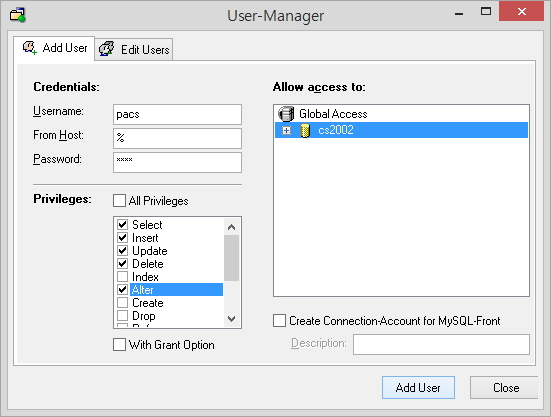 User-Manager
Add User
Edit Users
Credentials:
Username:
pacs
From Host:
%
Password:
****
Privileges:
All Privileges
Select
Insert
Update
Delete
Index
Alter
Create
Drop
With Grant Option
Allow access to:
Global Access
cs2002
Create Connection-Account for MySQL-Front
Description:
Add User
Close